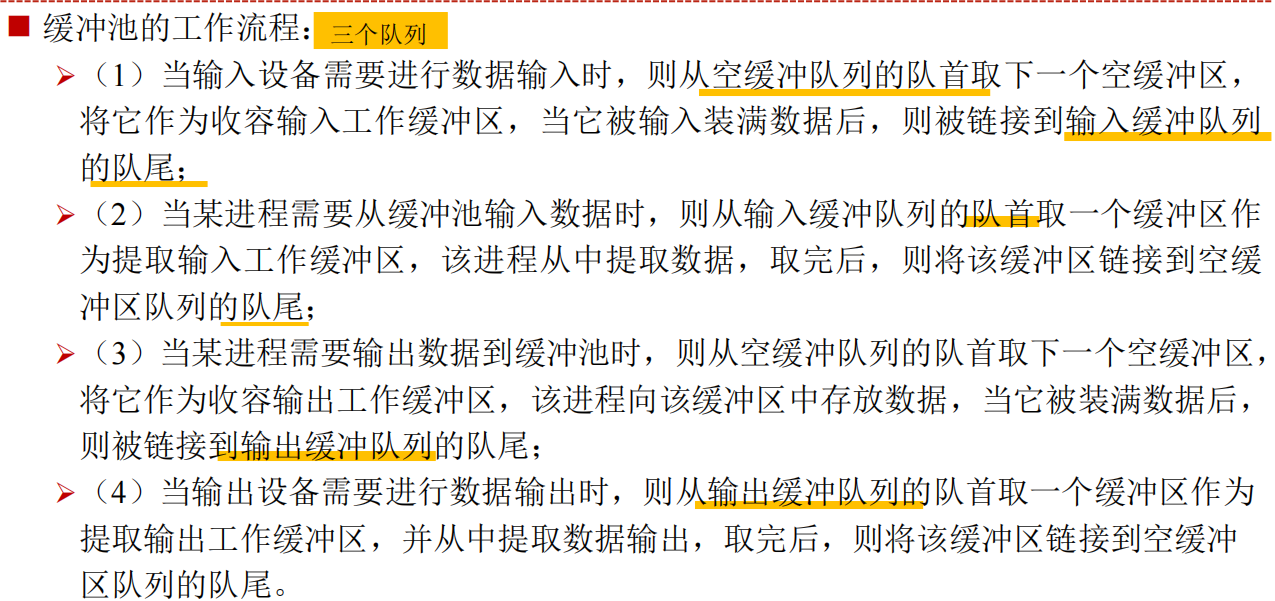 ■ 缓冲池的工作流程：三个队列
➢（1）当输入设备需要进行数据输入时，则从空缓冲队列的队首取下一个空缓冲区，
将它作为收容输入工作缓冲区，当它被输入装满数据后，则被链接到输入缓冲队列
的队尾；
➢（2）当某进程需要从缓冲池输入数据时，则从输入缓冲队列的队首取一个缓冲区作
为提取输入工作缓冲区，该进程从中提取数据，取完后，则将该缓冲区链接到空缓
冲区队列的队尾；
➢（3）当某进程需要输出数据到缓冲池时，则从空缓冲队列的队首取下一个空缓冲区，
将它作为收容输出工作缓冲区，该进程向该缓冲区中存放数据，当它被装满数据后，
则被链接到输出缓冲队列的队尾；
➢（4）当输出设备需要进行数据输出时，则从输出缓冲队列的队首取一个缓冲区作为
提取输出工作缓冲区，并从中提取数据输出，取完后，则将该缓冲区链接到空缓冲
区队列的队尾。